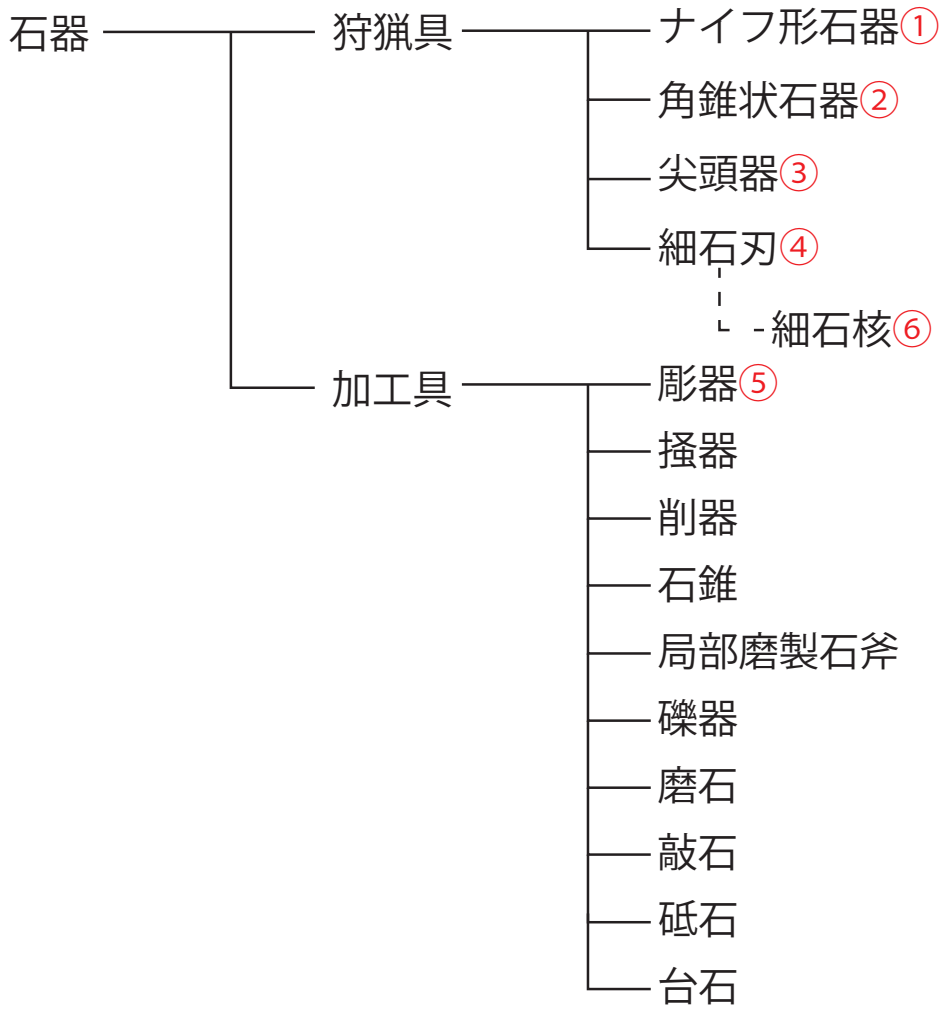 石器
狩猟具
ナイフ形石器①
角錐状石器②
尖頭器③
細石刃④
細石核⑥
加工具
彫器⑤
掻器
削器
石錐
局部磨製石斧
礫器
磨石
敲石
砥石
台石